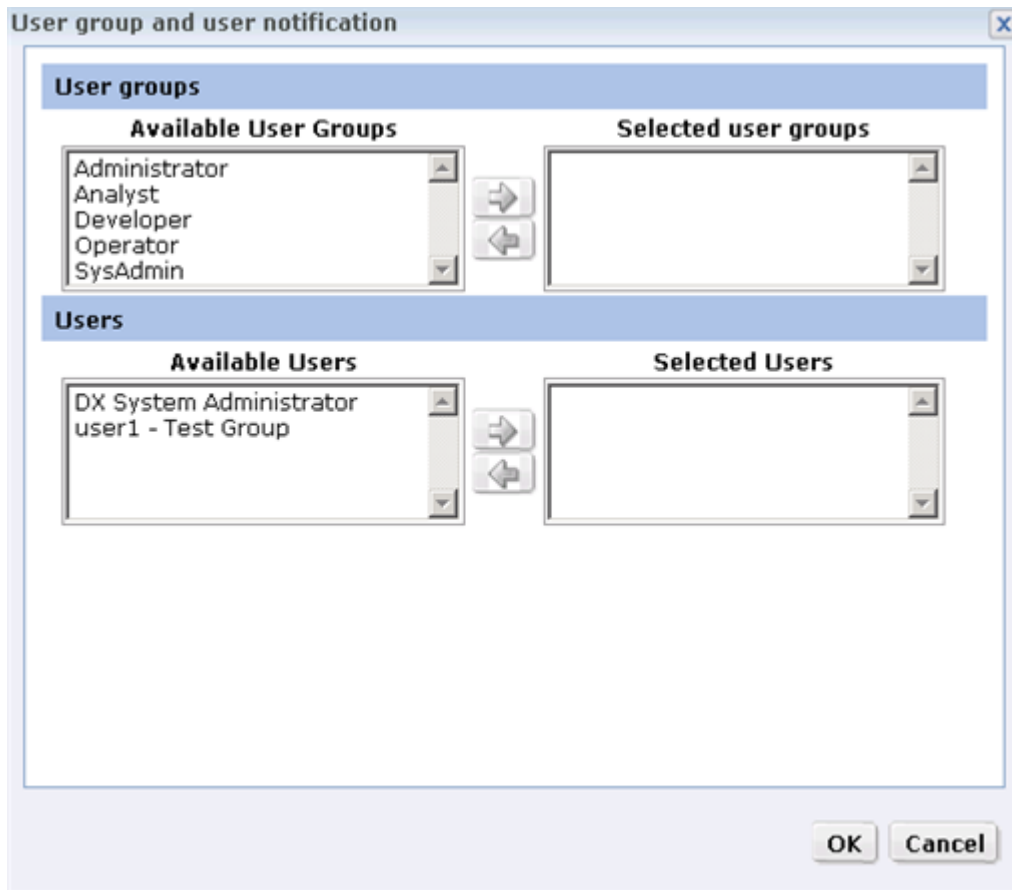 User group and user notification
User groups
Available User Groups
Selected user groups
Administrator
Analyst
Developer
Operator
SysAdmin
Users
Available Users
Selected Users
DX System Administrator
user1 - Test Group
OK
Cancel